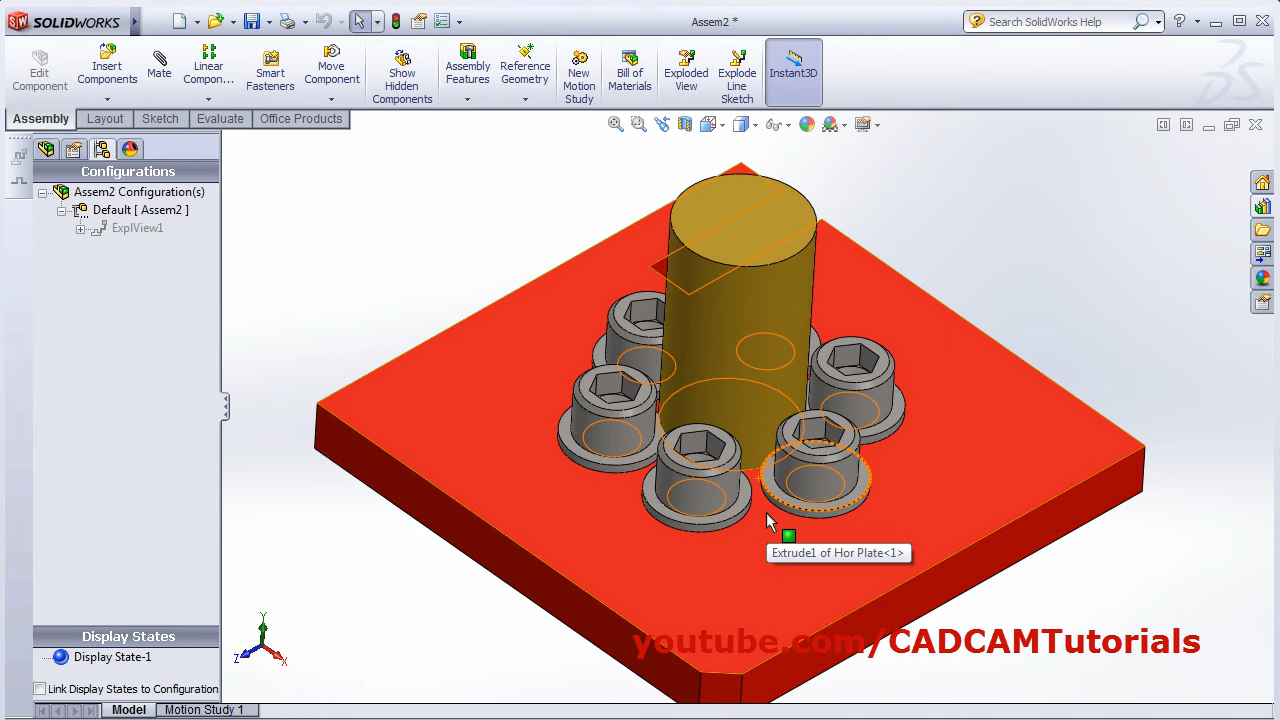 SOLIDWORKS
Assem2 *
Search SolidWorks Help
Edit Component
Insert Components
Mate
Linear Compon...
Smart Fasteners
Move Component
Show Hidden Components
Assembly Features
Reference Geometry
New Motion Study
Bill of Materials
Exploded View
Explode Line Sketch
Instant3D
Assembly
Layout
Sketch
Evaluate
Office Products
Configurations
Assem2 Configuration(s)
Default [ Assem2 ]
ExplView1
Extrude1 of Hor Plate<1>
Y
Z
X
youtube.com/CADCAMTutorials
Display States
Display State-1
Link Display States to Configuration
Model
Motion Study 1